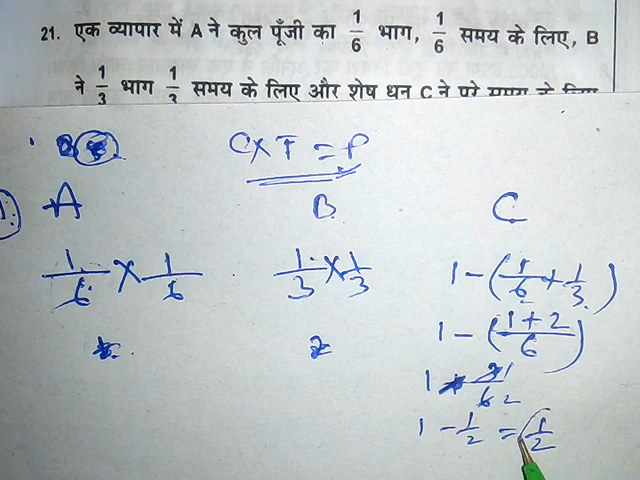 21. एक व्यापार में A ने कुल पूँजी का 1/6 भाग, 1/6 समय के लिए, B
ने 1/3 भाग 1/3 समय के लिए और शेष धन C ने पूरे समय के लिए
C × T = P
A B C
1/6 × 1/6 1/3 × 1/3 1 - (1/6 + 1/3)
1 - (1+2/6)
1 - 1/2 = 1/2